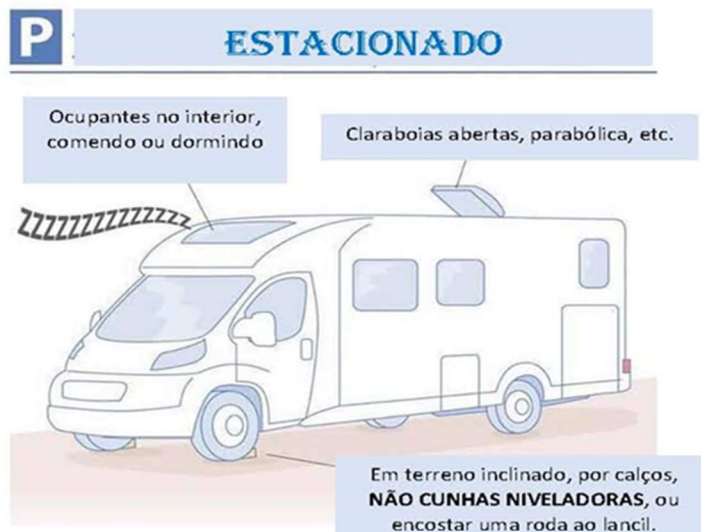 P
ESTACIONADO
Ocupantes no interior,
comendo ou dormindo
Claraboias abertas, parabólica, etc.
ZZZZZZZZZZZZZ
Em terreno inclinado, por calços,
NÃO CUNHAS NIVELADORAS, ou
encostar uma roda ao lancil.